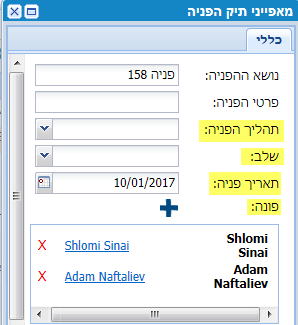 מאפייני תיק הפניה
כללי
נושא ההפניה: פניה 158
פרטי הפניה:
תהליך הפניה:
שלב:
תאריך פניה: 10/01/2017
פונה:
Shlomi Sinai X Shlomi Sinai
Adam Naftaliev X Adam Naftaliev